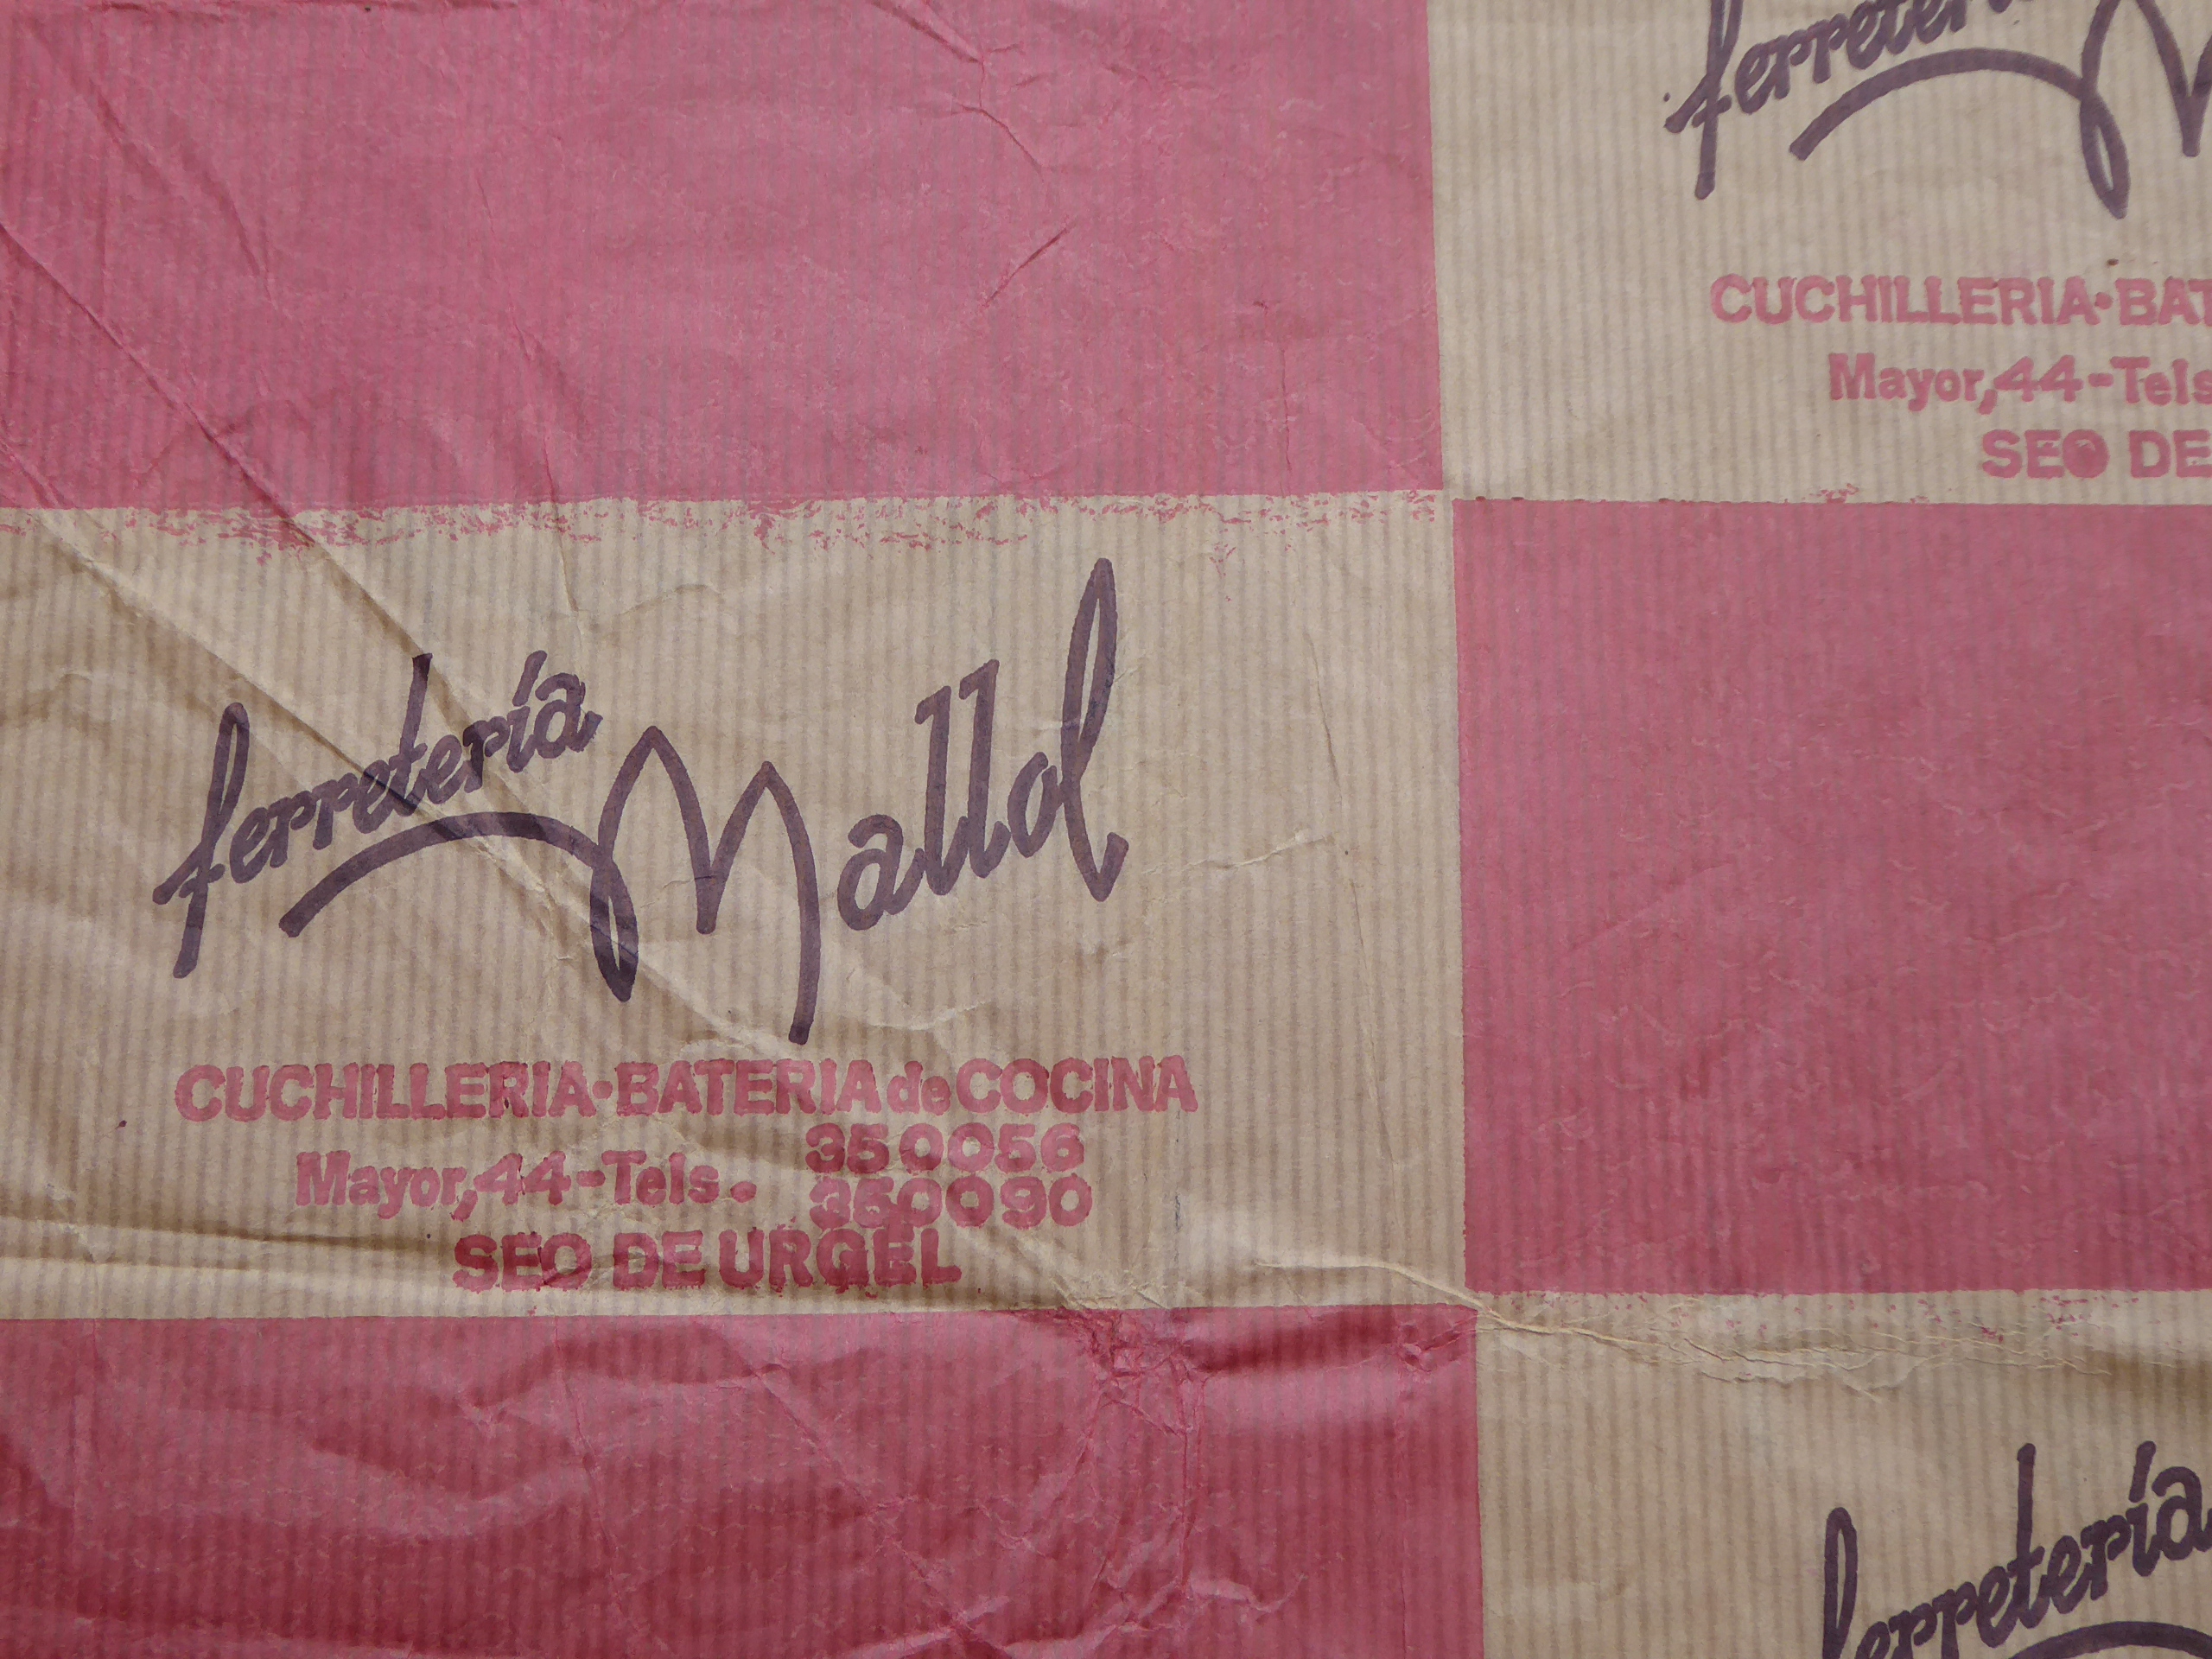 ferretería
CUCHILLERIA·BAT
Mayor,44-Tels
SEO DE
ferretería Mallol
CUCHILLERIA·BATERIA de COCINA
Mayor,44-Tels. 350056
350090
SEO DE URGEL
ferretería